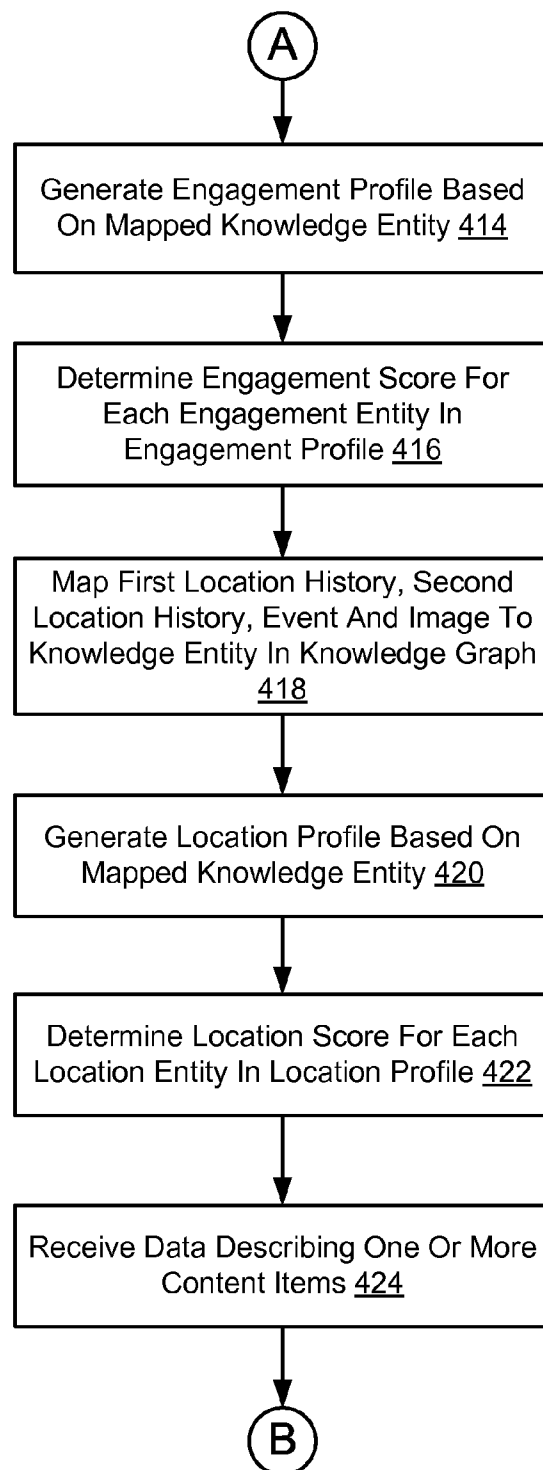 A
Generate Engagement Profile Based
On Mapped Knowledge Entity 414
Determine Engagement Score For
Each Engagement Entity In
Engagement Profile 416
Map First Location History, Second
Location History, Event And Image To
Knowledge Entity In Knowledge Graph
418
Generate Location Profile Based On
Mapped Knowledge Entity 420
Determine Location Score For Each
Location Entity In Location Profile 422
Receive Data Describing One Or More
Content Items 424
B